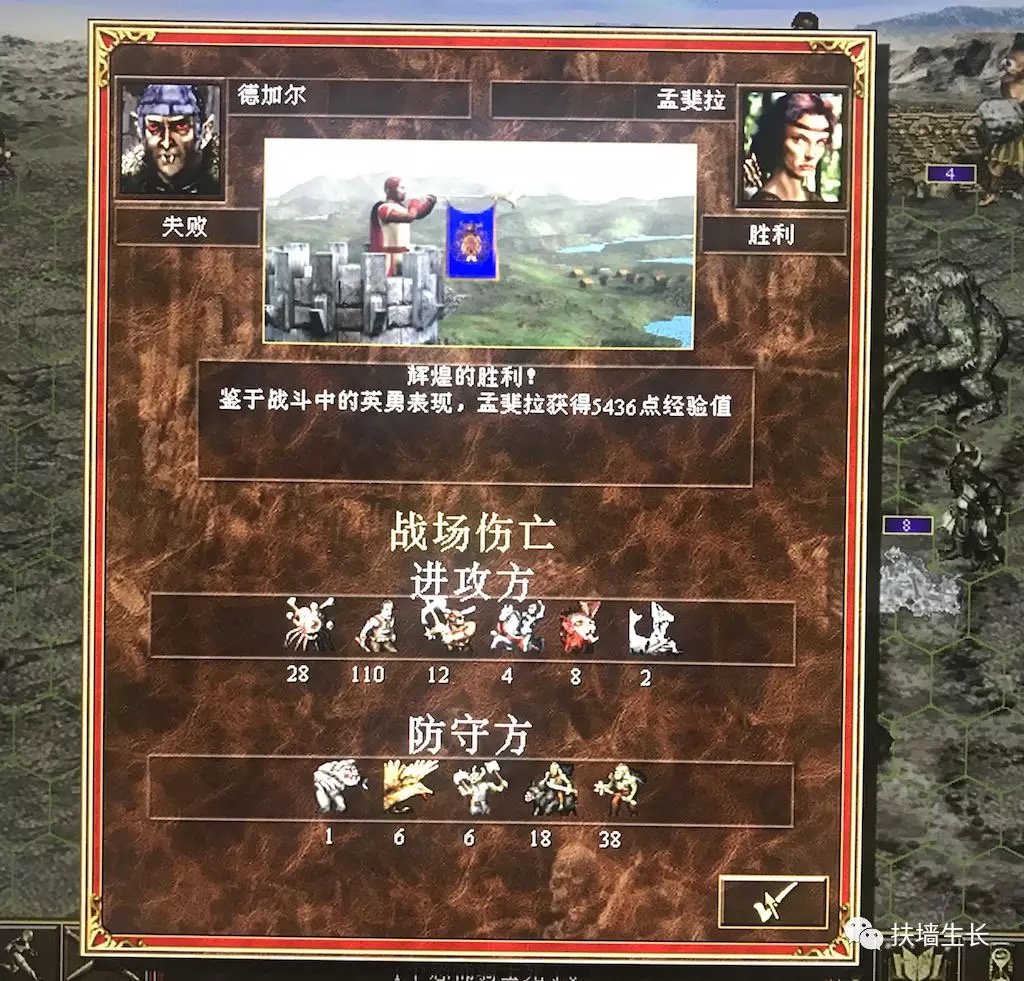 德加尔
孟斐拉
4
失败
胜利
辉煌的胜利!
鉴于战斗中的英勇表现，孟斐拉获得5436点经验值
8
战场伤亡
进攻方
28 110 12 4 8 2
防守方
1 6 6 18 38
扶墙生长